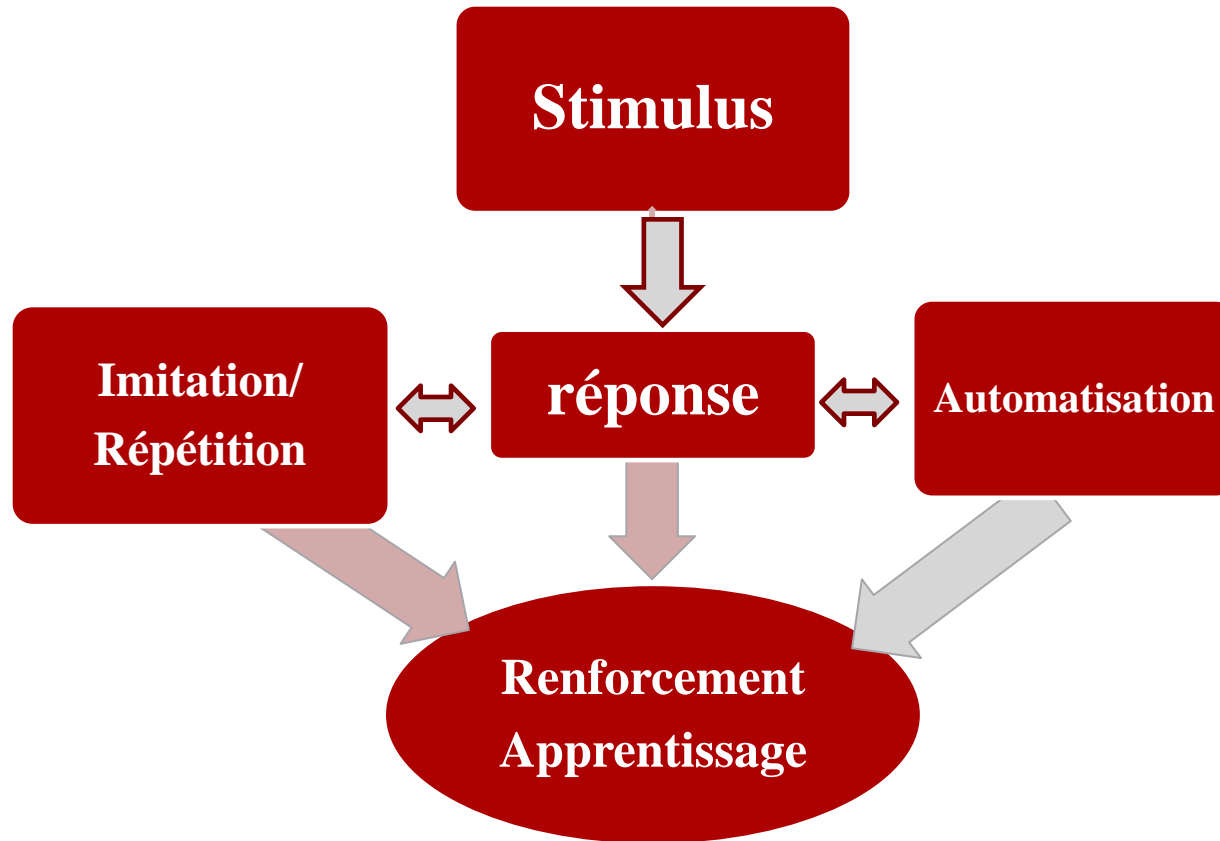 Stimulus
Imitation/
Répétition
réponse
Automatisation
Renforcement
Apprentissage